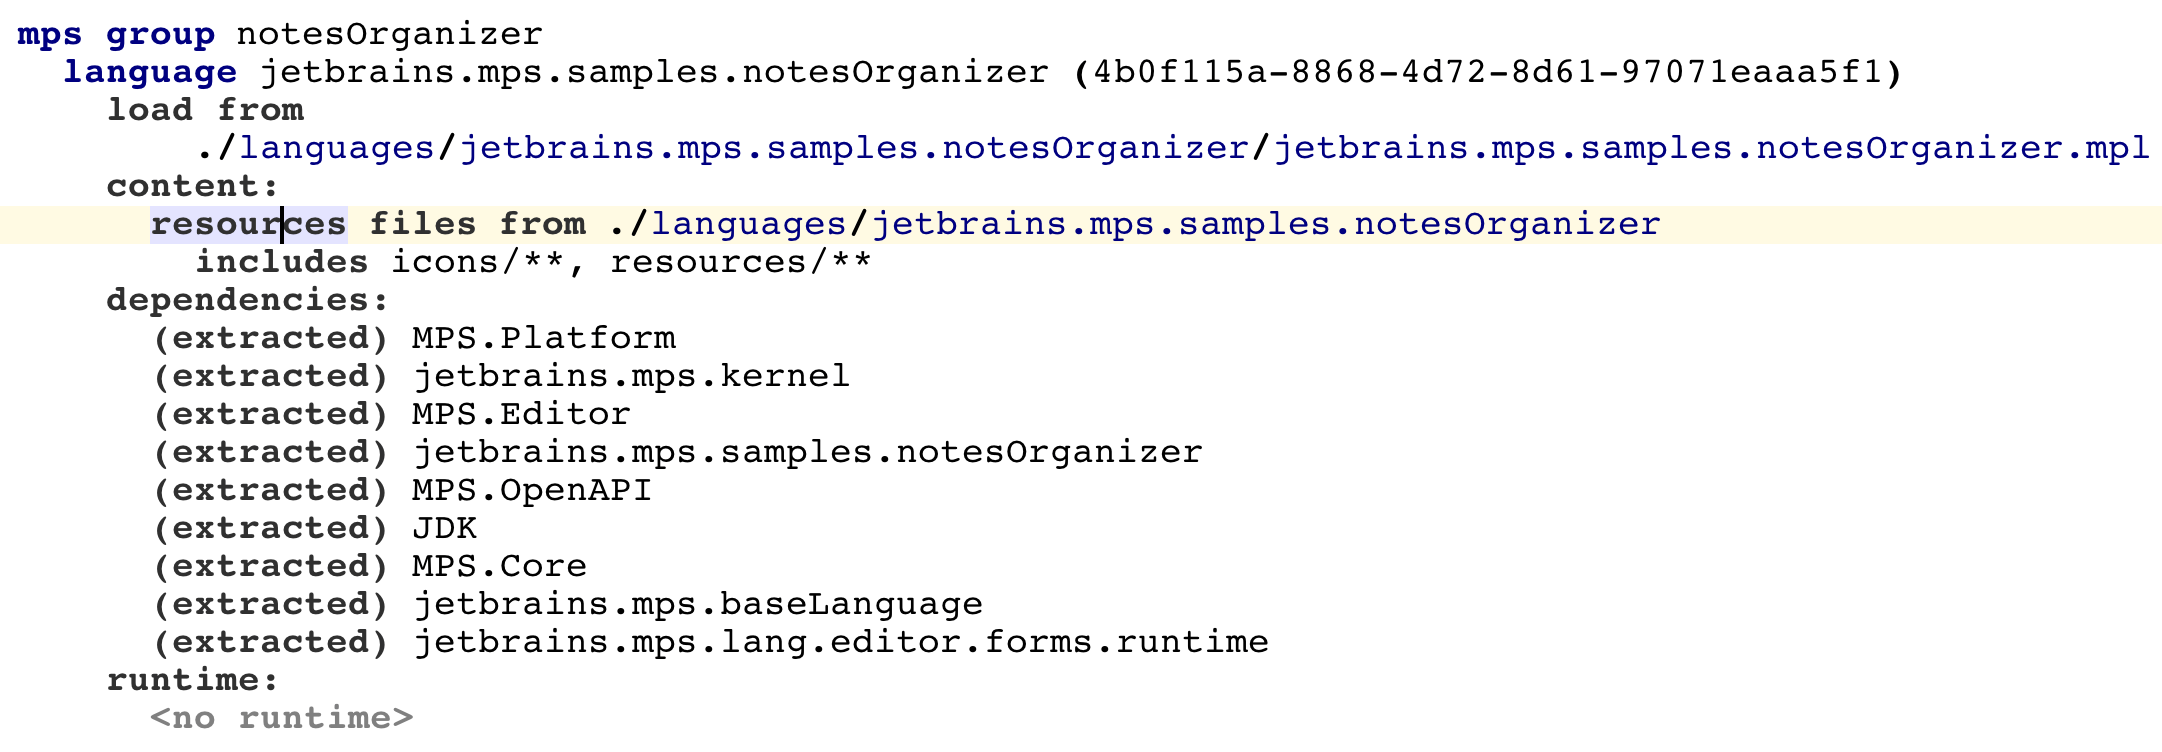 mps group notesOrganizer
language jetbrains.mps.samples.notesOrganizer (4b0f115a-8868-4d72-8d61-97071eaaa5f1)
load from
./languages/jetbrains.mps.samples.notesOrganizer/jetbrains.mps.samples.notesOrganizer.mpl
content:
resources files from ./languages/jetbrains.mps.samples.notesOrganizer
includes icons/**, resources/**
dependencies:
(extracted) MPS.Platform
(extracted) jetbrains.mps.kernel
(extracted) MPS.Editor
(extracted) jetbrains.mps.samples.notesOrganizer
(extracted) MPS.OpenAPI
(extracted) JDK
(extracted) MPS.Core
(extracted) jetbrains.mps.baseLanguage
(extracted) jetbrains.mps.lang.editor.forms.runtime
runtime:
<no runtime>